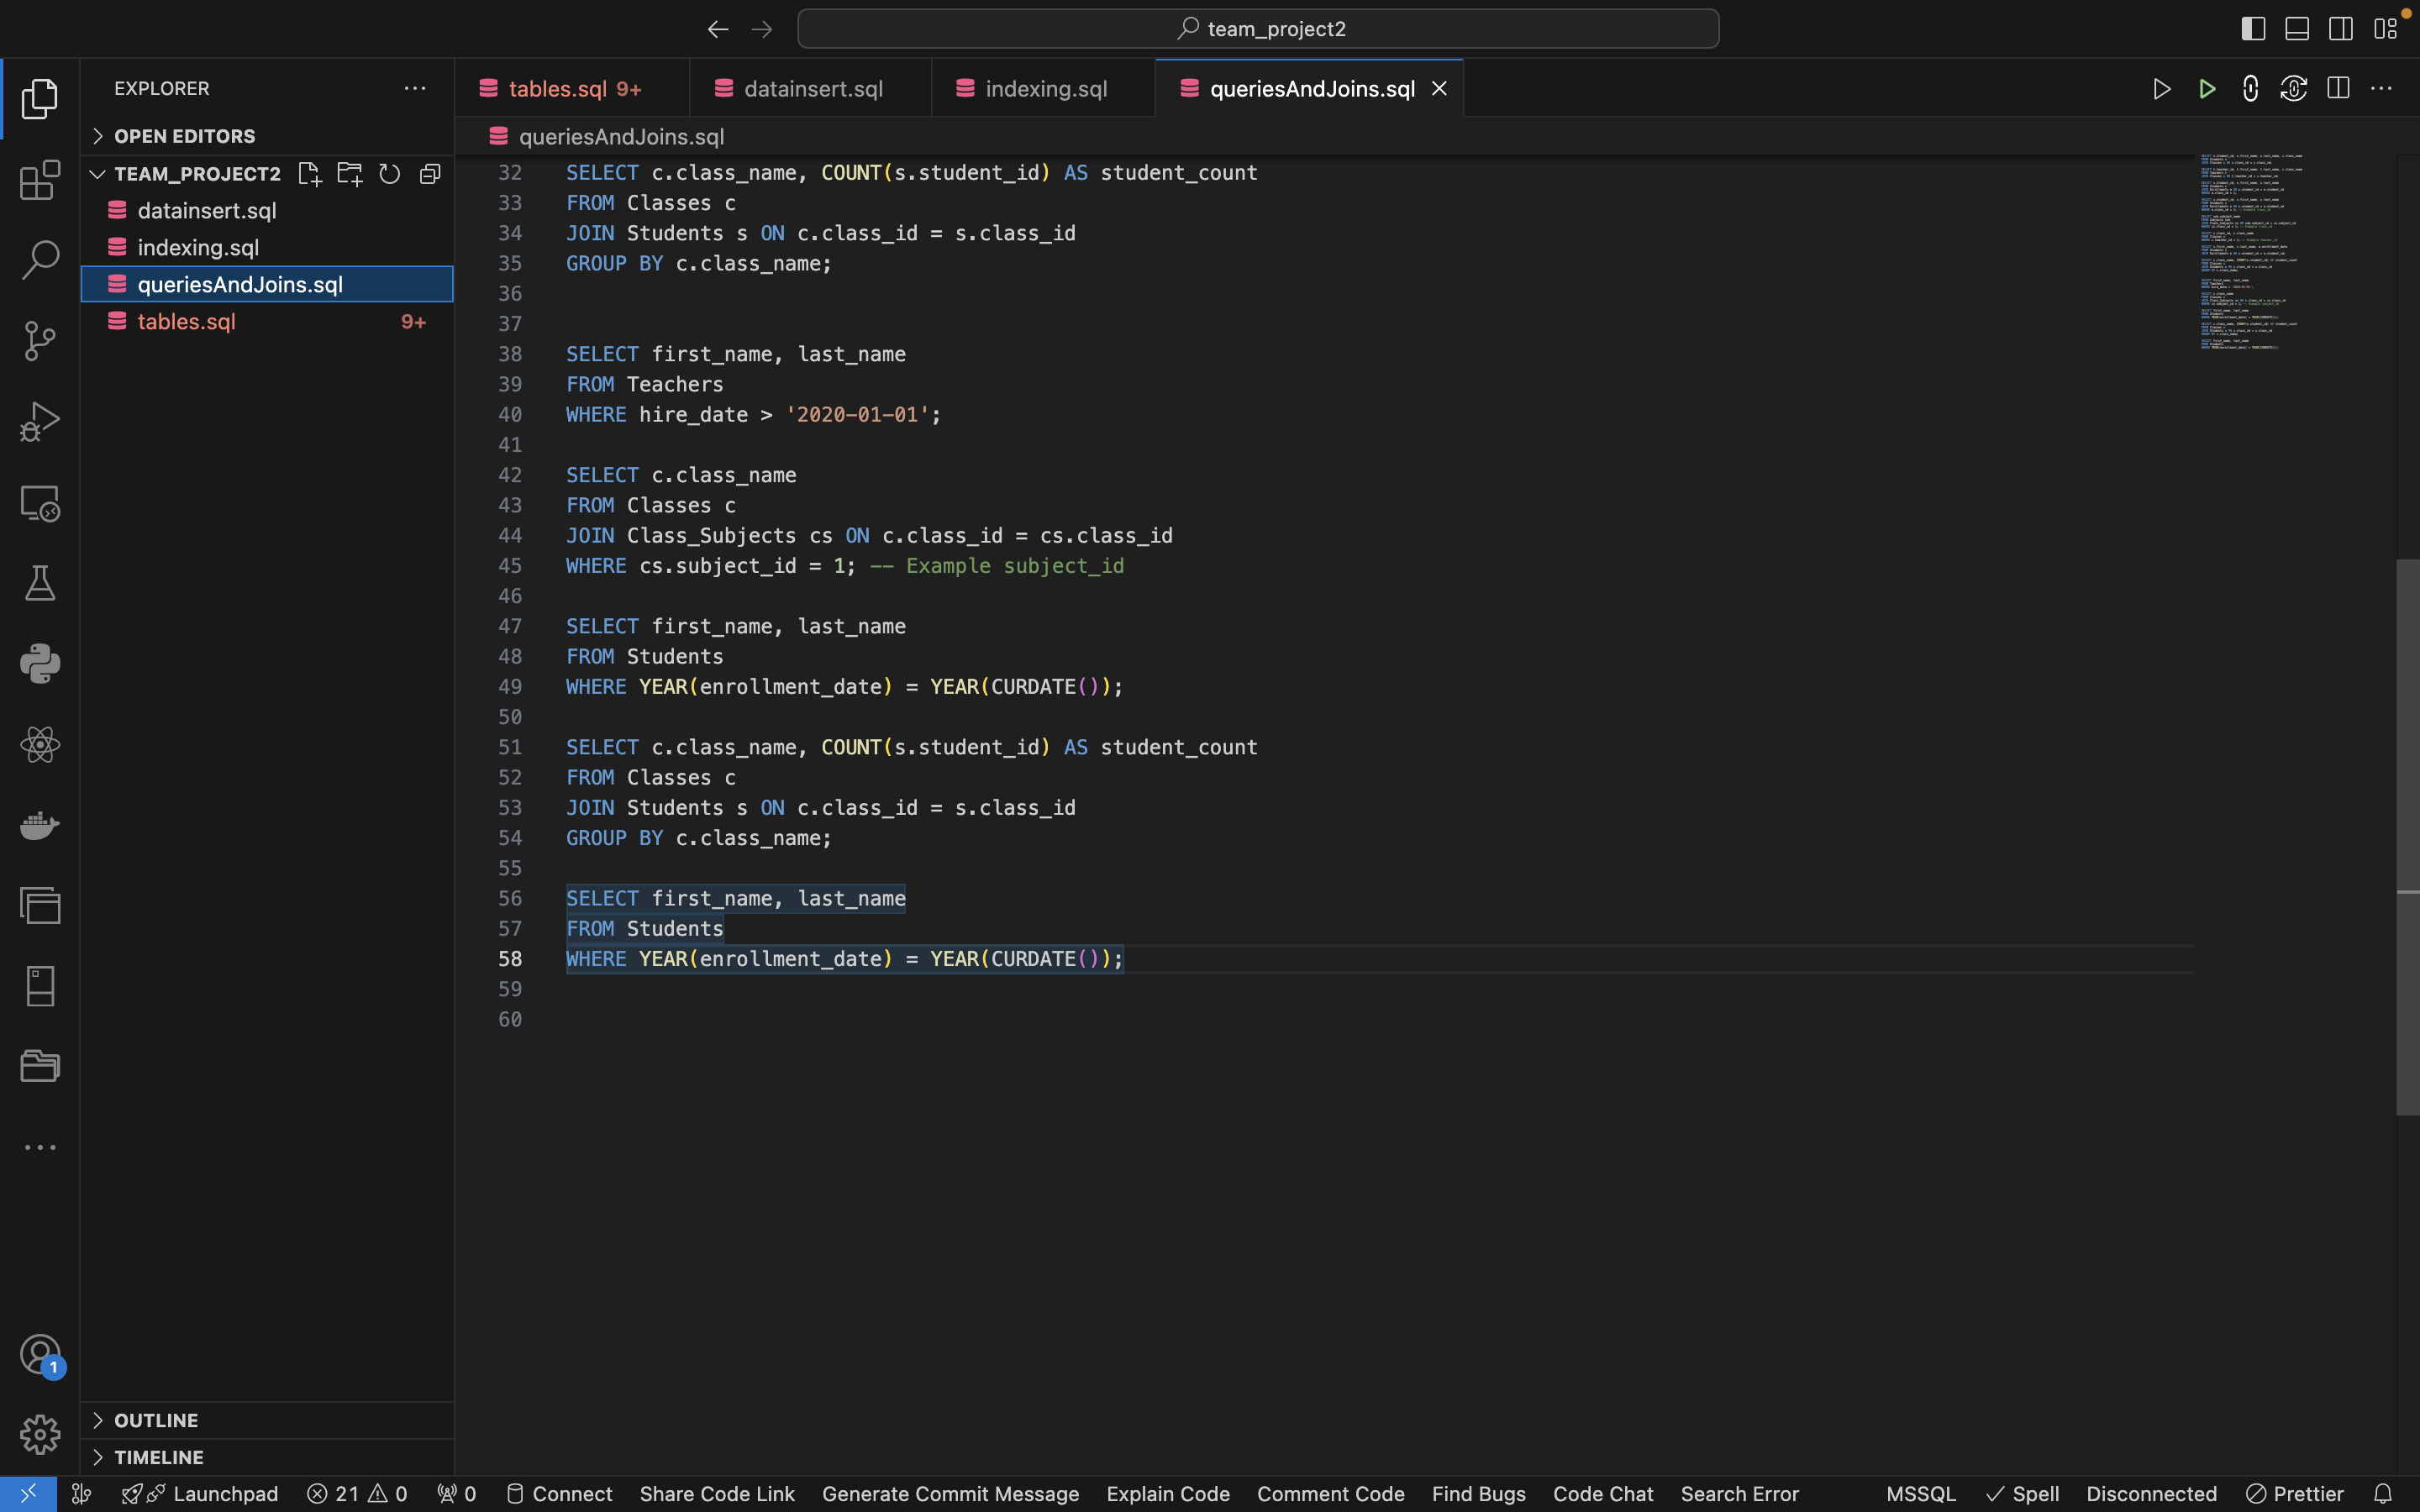 team_project2
EXPLORER
OPEN EDITORS
TEAM_PROJECT2
datainsert.sql
indexing.sql
queriesAndJoins.sql
tables.sql 9+
tables.sql 9+
datainsert.sql
indexing.sql
queriesAndJoins.sql
queriesAndJoins.sql
32 SELECT c.class_name, COUNT(s.student_id) AS student_count
33 FROM Classes c
34 JOIN Students s ON c.class_id = s.class_id
35 GROUP BY c.class_name;
36
37
38 SELECT first_name, last_name
39 FROM Teachers
40 WHERE hire_date > '2020-01-01';
41
42 SELECT c.class_name
43 FROM Classes c
44 JOIN Class_Subjects cs ON c.class_id = cs.class_id
45 WHERE cs.subject_id = 1; -- Example subject_id
46
47 SELECT first_name, last_name
48 FROM Students
49 WHERE YEAR(enrollment_date) = YEAR(CURDATE());
50
51 SELECT c.class_name, COUNT(s.student_id) AS student_count
52 FROM Classes c
53 JOIN Students s ON c.class_id = s.class_id
54 GROUP BY c.class_name;
55
56 SELECT first_name, last_name
57 FROM Students
58 WHERE YEAR(enrollment_date) = YEAR(CURDATE());
59
60
1
OUTLINE
TIMELINE
Launchpad 21 0 0 Connect Share Code Link Generate Commit Message Explain Code Comment Code Find Bugs Code Chat Search Error MSSQL Spell Disconnected Prettier